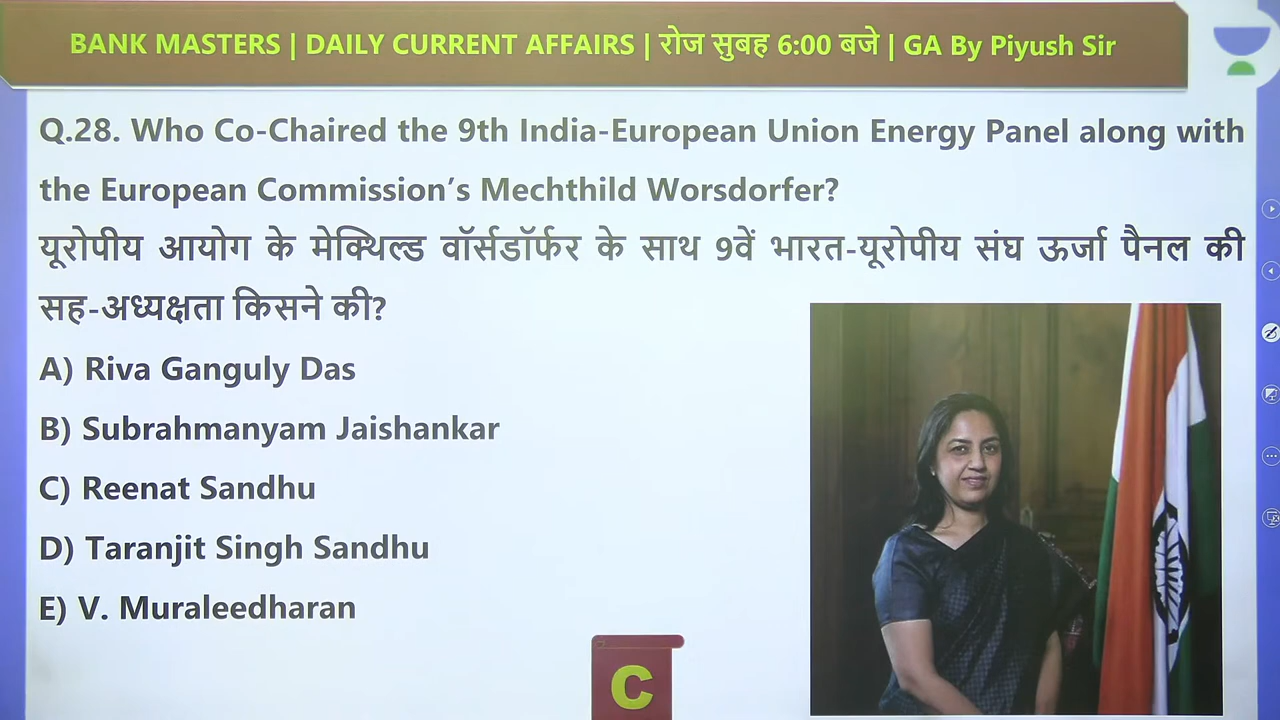 BANK MASTERS | DAILY CURRENT AFFAIRS | रोज सुबह 6:00 बजे | GA By Piyush Sir
Q.28. Who Co-Chaired the 9th India-European Union Energy Panel along with
the European Commission’s Mechthild Worsdorfer?
यूरोपीय आयोग के मेक्थिल्ड वॉर्सडॉर्फर के साथ 9वें भारत-यूरोपीय संघ ऊर्जा पैनल की
सह-अध्यक्षता किसने की?
A) Riva Ganguly Das
B) Subrahmanyam Jaishankar
C) Reenat Sandhu
D) Taranjit Singh Sandhu
E) V. Muraleedharan
C